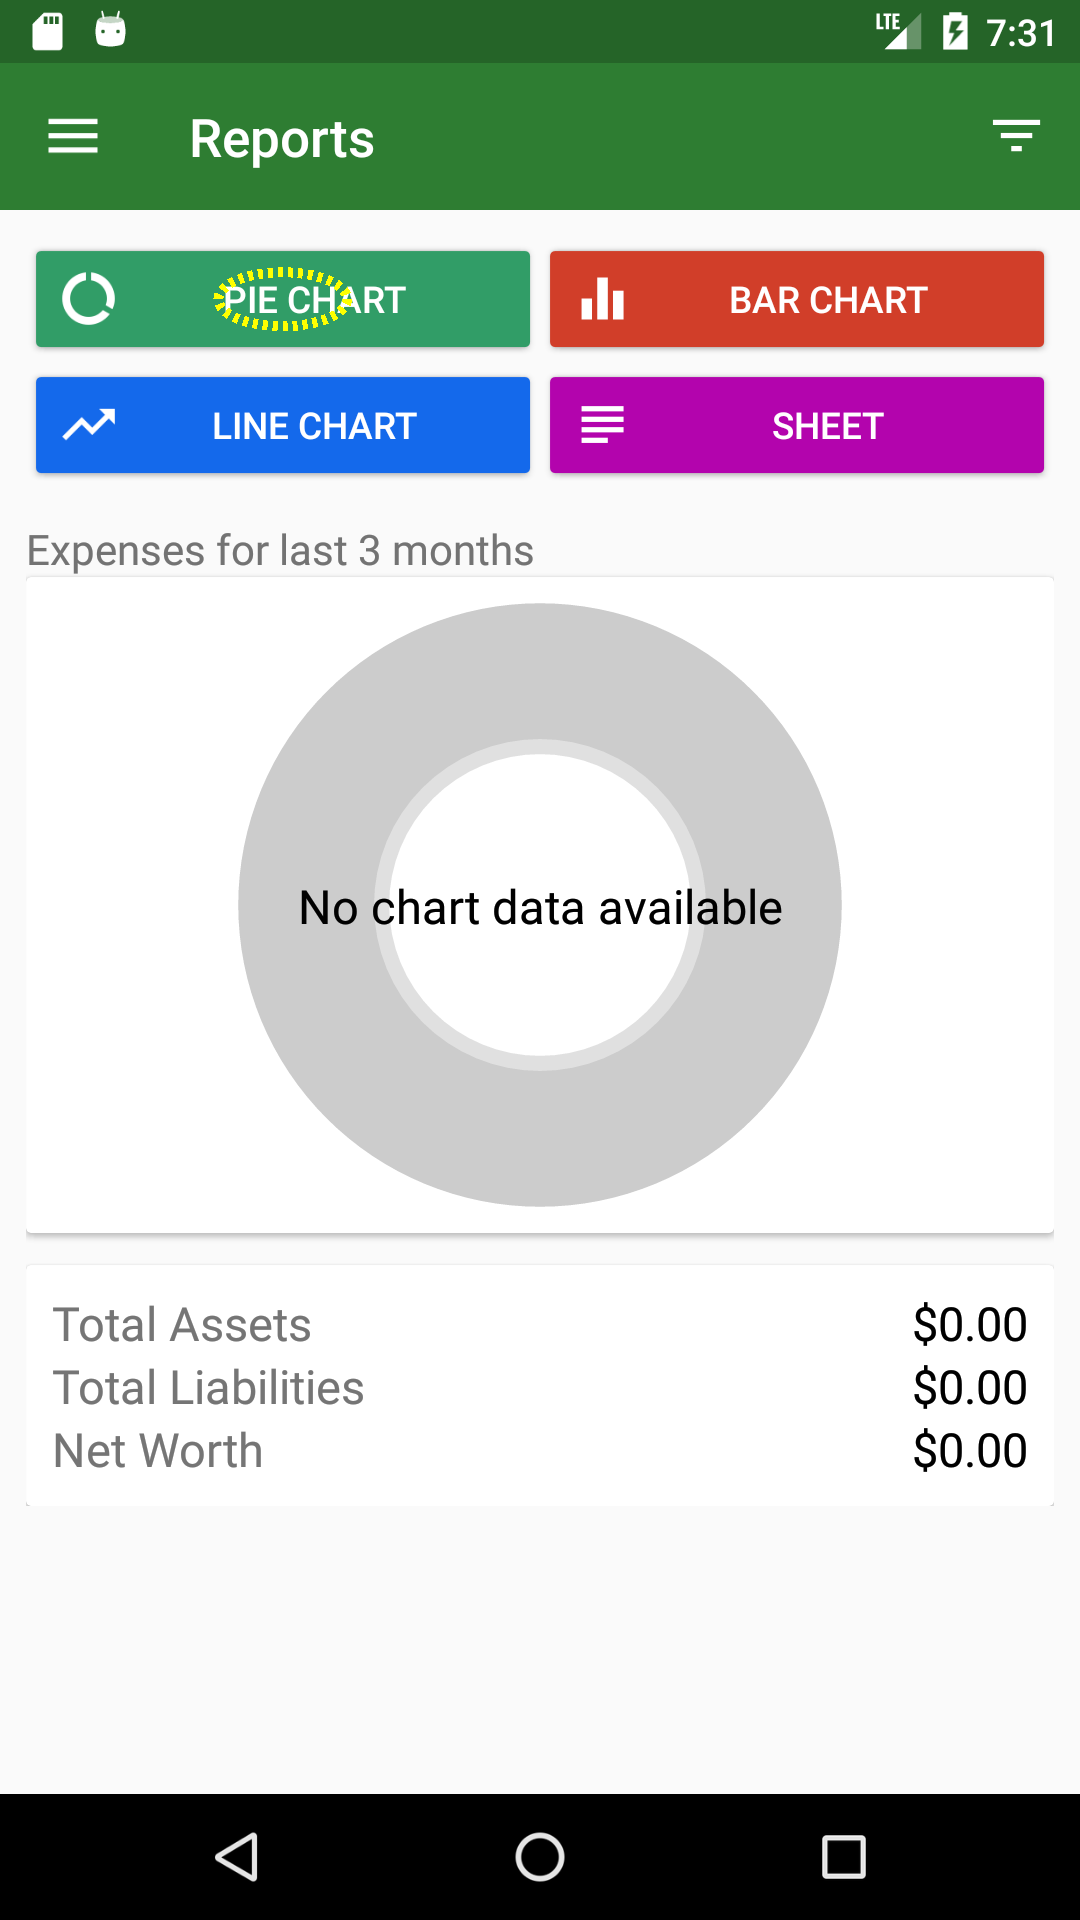 LTE 7:31
Reports
PIE CHART
BAR CHART
LINE CHART
SHEET
Expenses for last 3 months
No chart data available
Total Assets $0.00
Total Liabilities $0.00
Net Worth $0.00